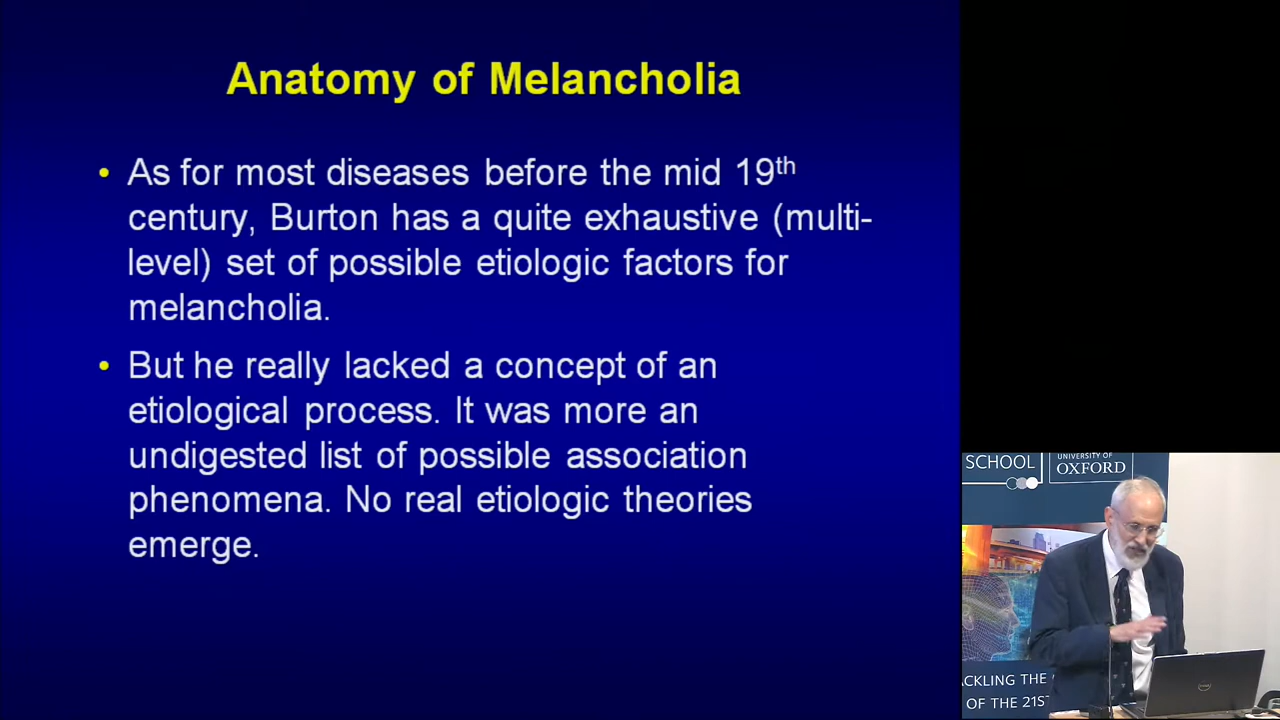 Anatomy of Melancholia
• As for most diseases before the mid 19th
century, Burton has a quite exhaustive (multi-
level) set of possible etiologic factors for
melancholia.
• But he really lacked a concept of an
etiological process. It was more an
undigested list of possible association
phenomena. No real etiologic theories
emerge.
SCHOOL
UNIVERSITY OF
OXFORD
ACKLING THE
OF THE 21ST
DELL